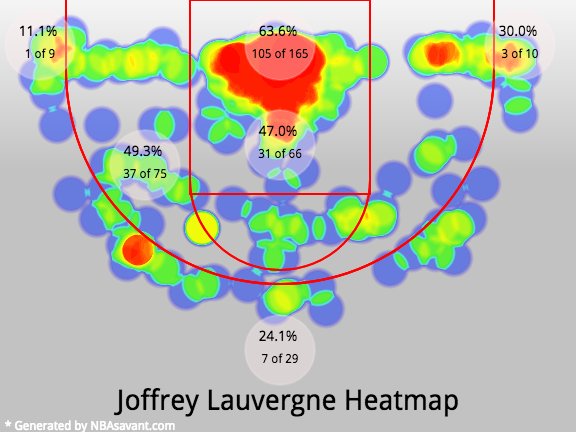 11.1%
1 of 9
63.6%
105 of 165
30.0%
3 of 10
47.0%
31 of 66
49.3%
37 of 75
24.1%
7 of 29
Joffrey Lauvergne Heatmap
* Generated by NBAsavant.com